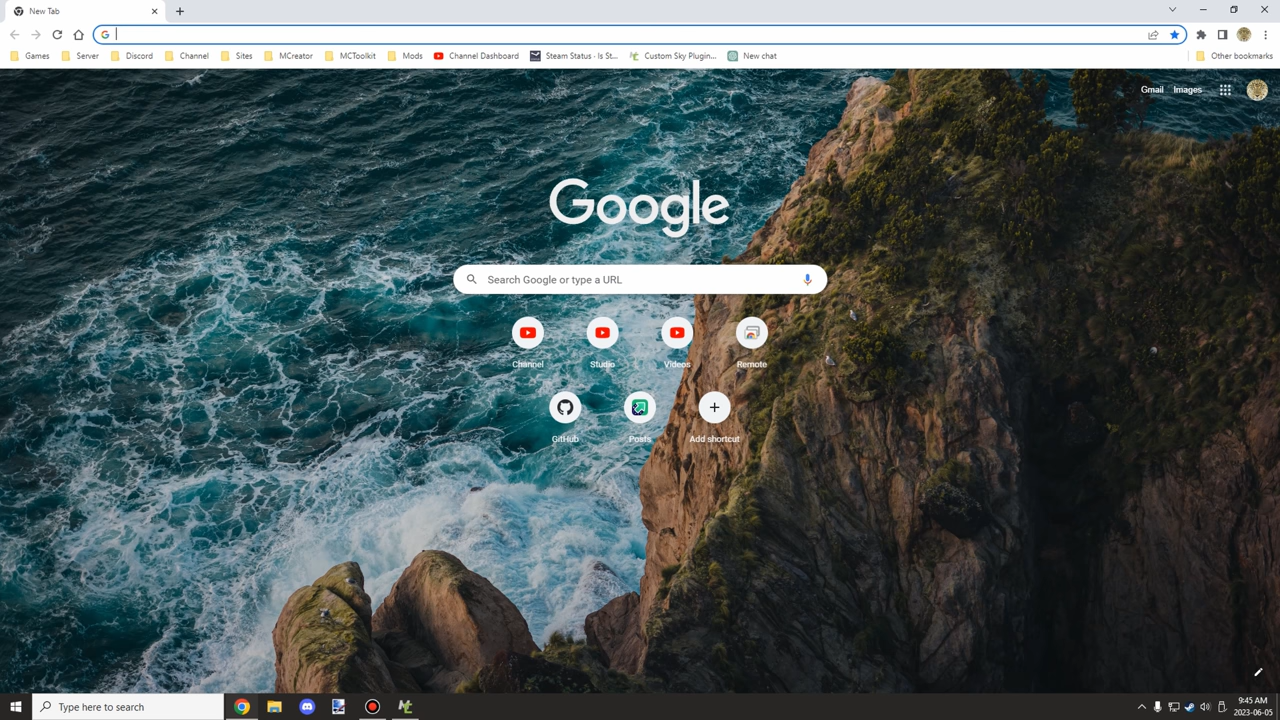 New Tab
Games Server Discord Channel Sites MCreator MCToolkit Mods Channel Dashboard Steam Status · Is St... Custom Sky Plugin... New chat Other bookmarks
Gmail Images
Google
Search Google or type a URL
Channel Studio Videos Remote
GitHub Posts Add shortcut
Type here to search
9:45 AM
2023-06-05